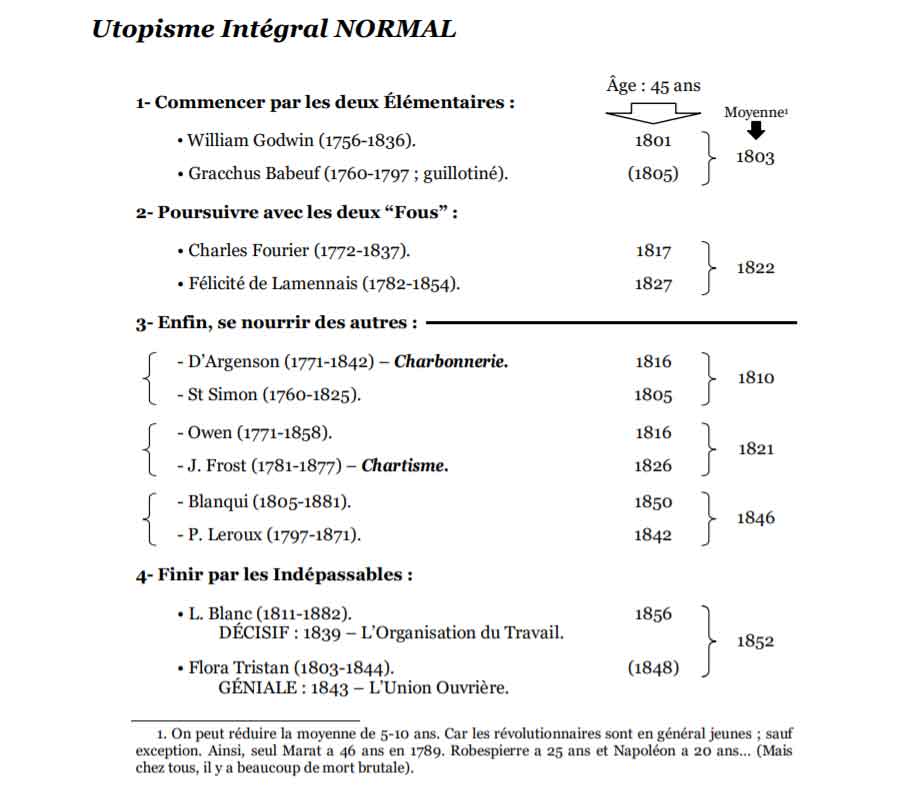 Utopisme Intégral NORMAL
Âge : 45 ans
1- Commencer par les deux Élémentaires :
Moyenne¹
• William Godwin (1756-1836). 1801
1803
• Gracchus Babeuf (1760-1797 ; guillotiné). (1805)
2- Poursuivre avec les deux “Fous” :
• Charles Fourier (1772-1837). 1817
1822
• Félicité de Lamennais (1782-1854). 1827
3- Enfin, se nourrir des autres :
- D’Argenson (1771-1842) – Charbonnerie. 1816
1810
- St Simon (1760-1825). 1805
- Owen (1771-1858). 1816
1821
- J. Frost (1781-1877) – Chartisme. 1826
- Blanqui (1805-1881). 1850
1846
- P. Leroux (1797-1871). 1842
4- Finir par les Indépassables :
• L. Blanc (1811-1882). 1856
DÉCISIF : 1839 – L’Organisation du Travail.
1852
• Flora Tristan (1803-1844). (1848)
GÉNIALE : 1843 – L’Union Ouvrière.
1. On peut réduire la moyenne de 5-10 ans. Car les révolutionnaires sont en général jeunes ; sauf
exception. Ainsi, seul Marat a 46 ans en 1789. Robespierre a 25 ans et Napoléon a 20 ans... (Mais
chez tous, il y a beaucoup de mort brutale).